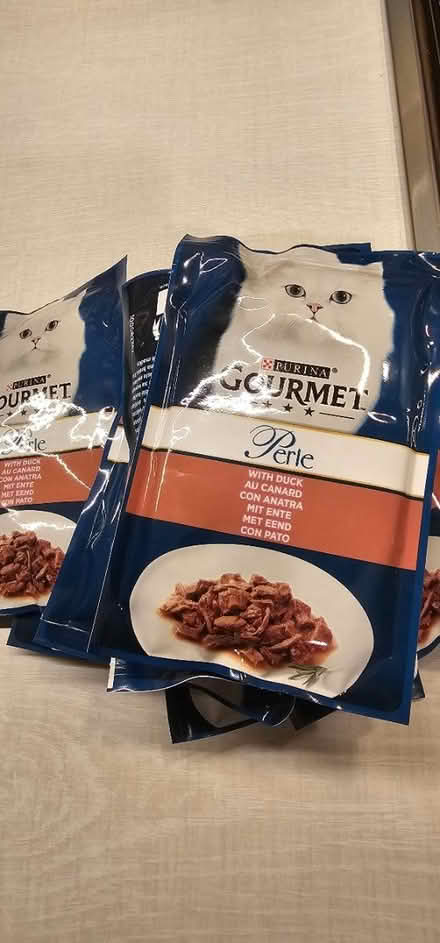 PURINA
GOURMET
Perle
WITH DUCK
AU CANARD
CON ANATRA
MIT ENTE
MET EEND
CON PATO
PURINA
OURMET
Perle
WITH DUCK
AU CANARD
CON ANATRA
MIT ENTE
MET EEND
CON PATO